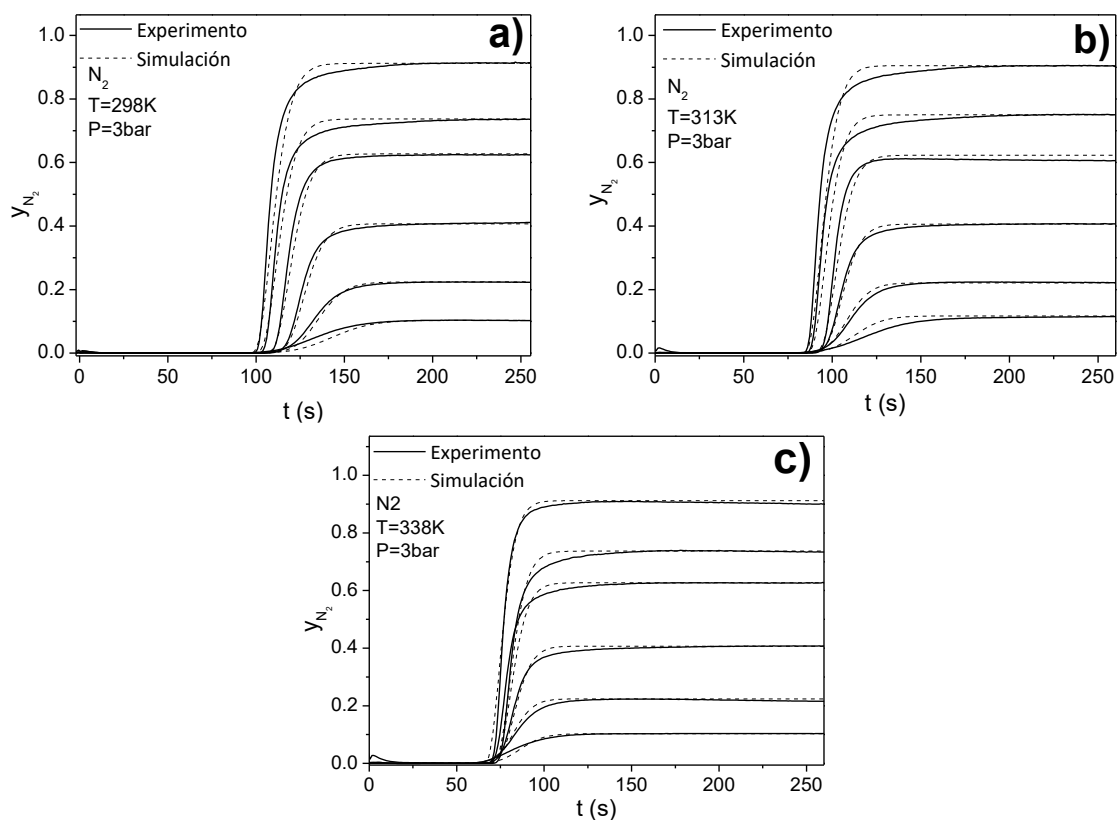 a)
Experimento
Simulación
N₂
T=298K
P=3bar
1.0
0.8
0.6
0.4
0.2
0.0
yN₂
0 50 100 150 200 250
t (s)
b)
Experimento
Simulación
N₂
T=313K
P=3bar
1.0
0.8
0.6
0.4
0.2
0.0
yN₂
0 50 100 150 200 250
t (s)
c)
Experimento
Simulación
N2
T=338K
P=3bar
1.0
0.8
0.6
0.4
0.2
0.0
yN₂
0 50 100 150 200 250
t (s)